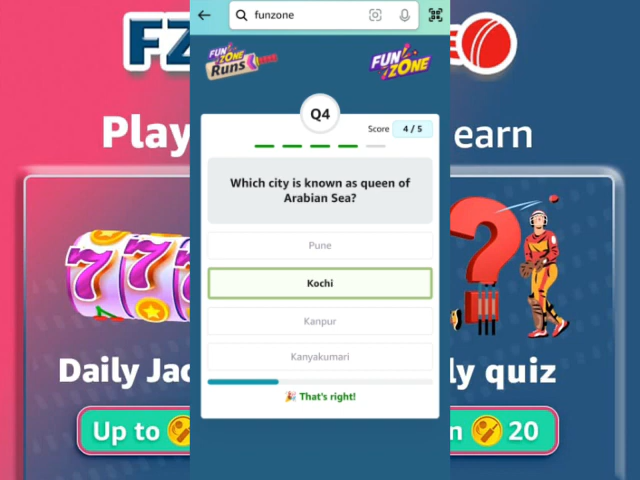 funzone
FUN
ZONE
Runs
FUN
ZONE
FZ
O
Play
earn
Q4
Score 4 / 5
Which city is known as queen of
Arabian Sea?
Pune
Kochi
Kanpur
Kanyakumari
That's right!
777
Daily Jac
ly quiz
Up to
n 20